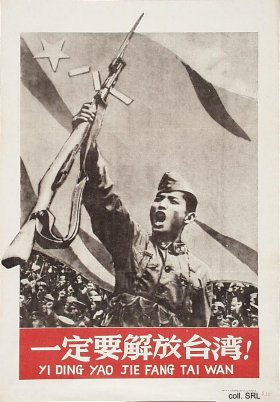 一定要解放台湾!
YI DING YAO JIE FANG TAI WAN
coll. SRL